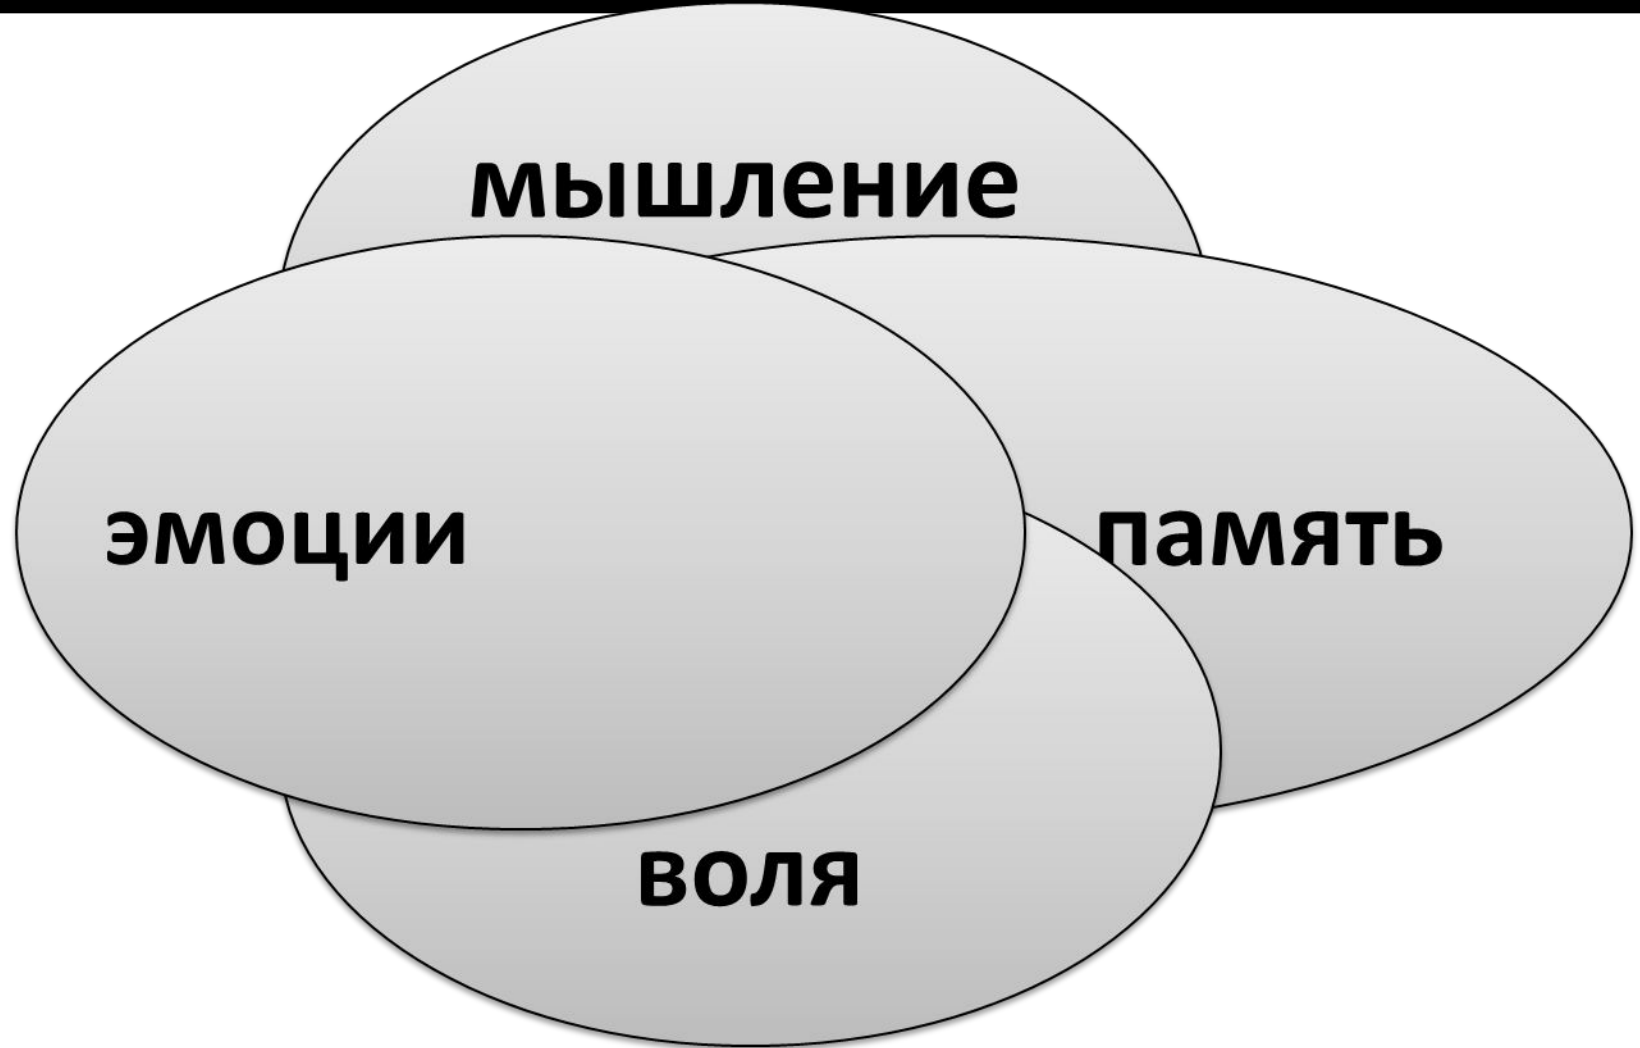 мышление
эмоции
память
воля